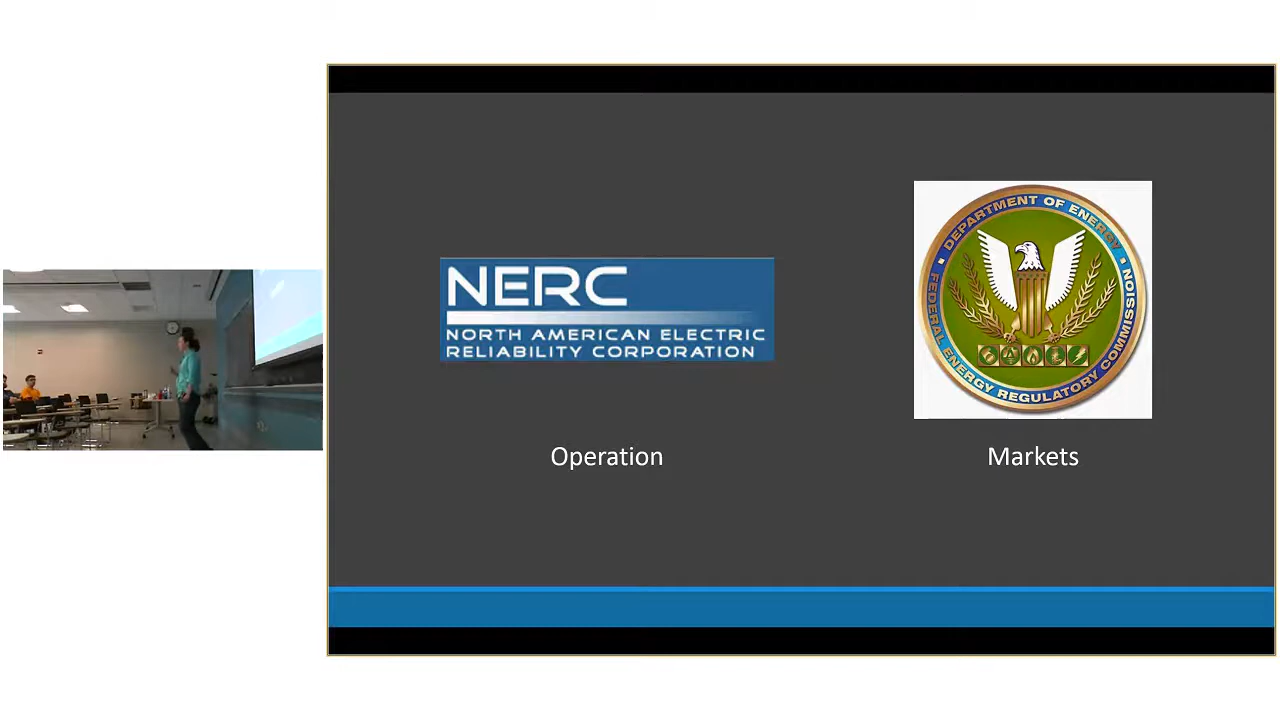 NERC
NORTH AMERICAN ELECTRIC
RELIABILITY CORPORATION
Operation
DEPARTMENT OF ENERGY
FEDERAL ENERGY REGULATORY COMMISSION
Markets